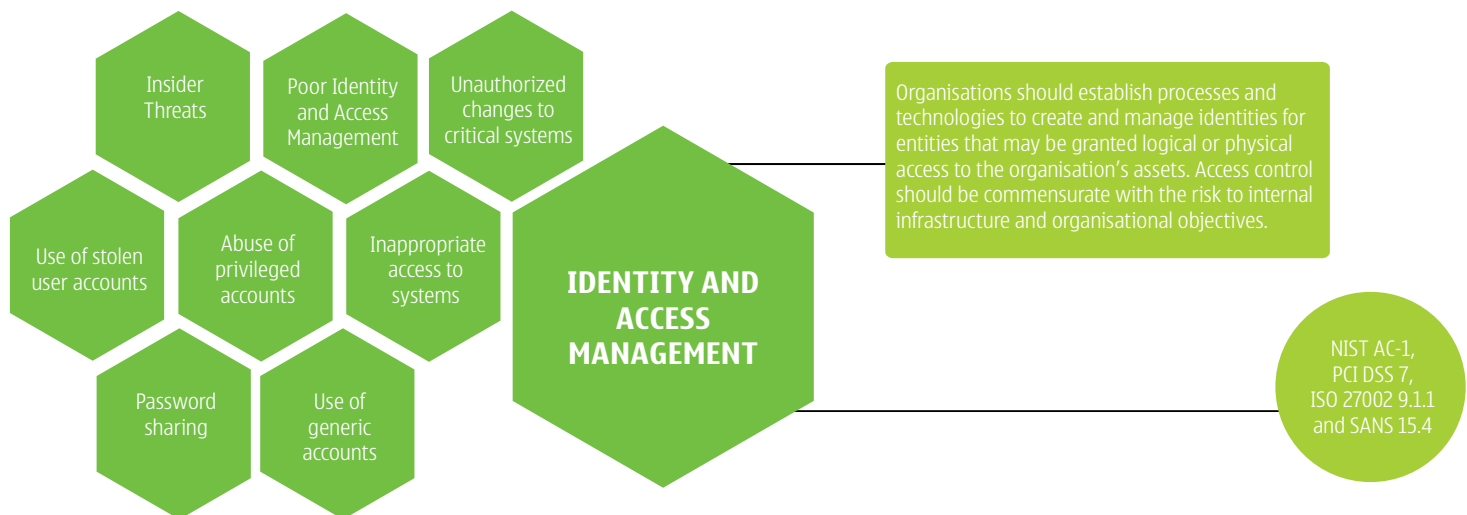 Insider
Threats
Poor Identity
and Access
Management
Unauthorized
changes to
critical systems
Use of stolen
user accounts
Abuse of
privileged
accounts
Inappropriate
access to
systems
Password
sharing
Use of
generic
accounts
IDENTITY AND
ACCESS
MANAGEMENT
Organisations should establish processes and
technologies to create and manage identities for
entities that may be granted logical or physical
access to the organisation’s assets. Access control
should be commensurate with the risk to internal
infrastructure and organisational objectives.
NIST AC-1,
PCI DSS 7,
ISO 27002 9.1.1
and SANS 15.4